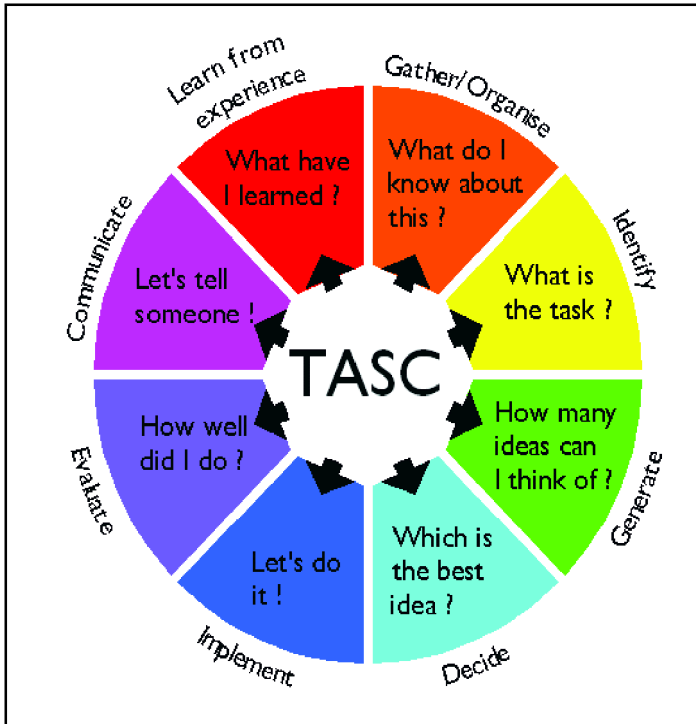 Gather/Organise
What do I
know about
this ?
Identify
What is
the task ?
Generate
How many
ideas can
I think of ?
Decide
Which is
the best
idea ?
Implement
Let's do
it !
Evaluate
How well
did I do ?
Communicate
Let's tell
someone !
Learn from
experience
What have
I learned ?
TASC